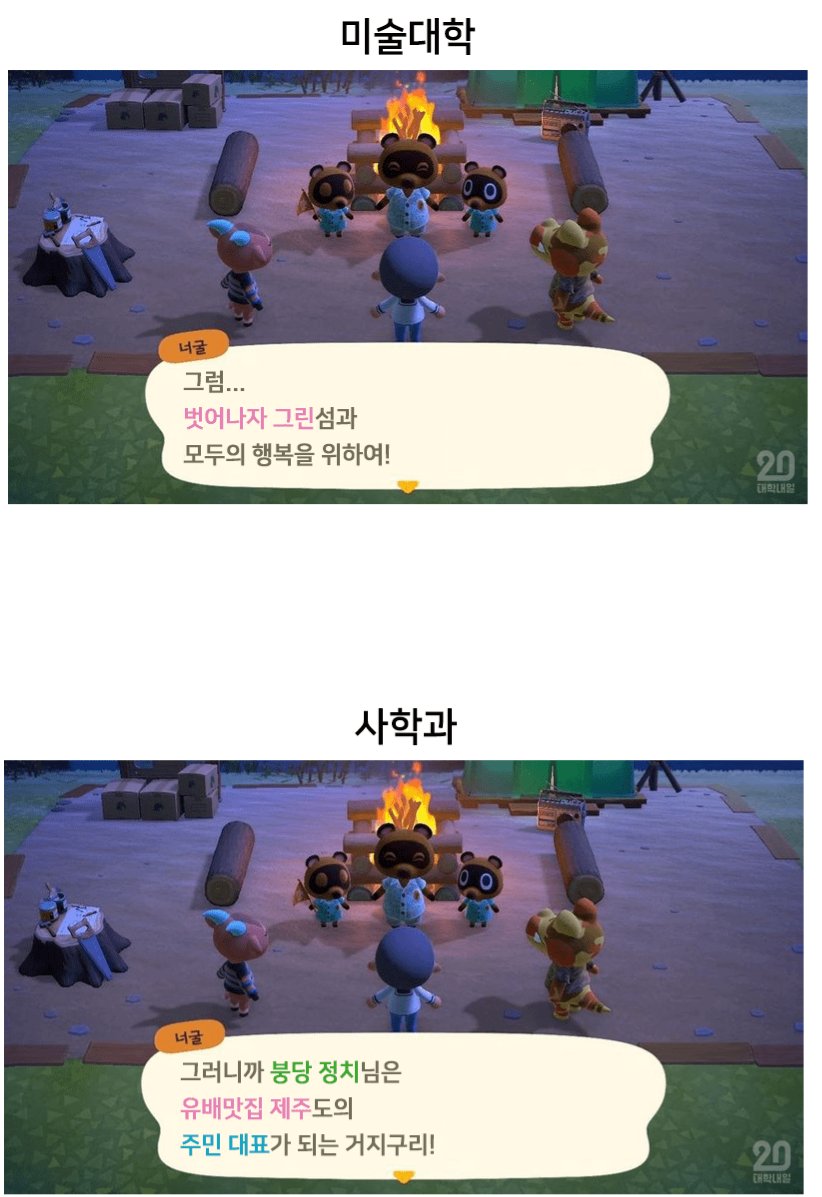 미술대학
너굴
그럼...
벗어나자 그린섬과
모두의 행복을 위하여!
20
대학내일
사학과
너굴
그러니까 붕당 정치님은
유배맛집 제주도의
주민 대표가 되는 거지구리!
20
대학내일